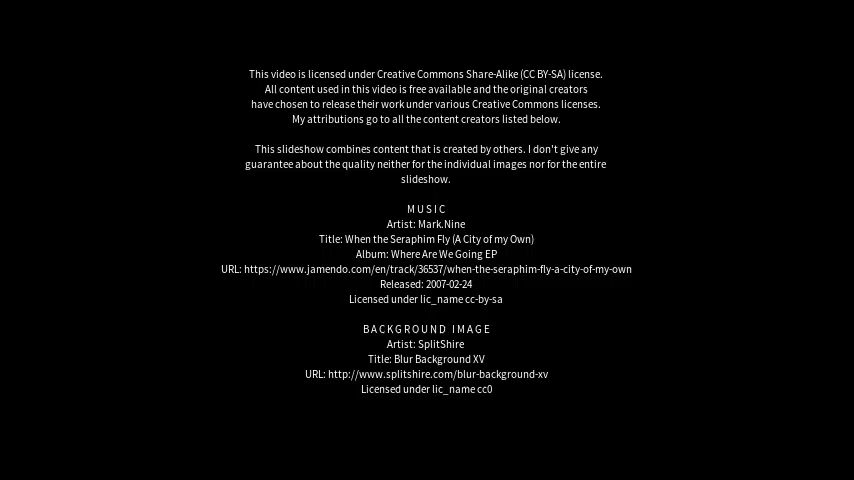 This video is licensed under Creative Commons Share-Alike (CC BY-SA) license.
All content used in this video is free available and the original creators
have chosen to release their work under various Creative Commons licenses.
My attributions go to all the content creators listed below.
This slideshow combines content that is created by others. I don't give any
guarantee about the quality neither for the individual images nor for the entire
slideshow.
MUSIC
Artist: Mark.Nine
Title: When the Seraphim Fly (A City of my Own)
Album: Where Are We Going EP
URL: https://www.jamendo.com/en/track/36537/when-the-seraphim-fly-a-city-of-my-own
Released: 2007-02-24
Licensed under lic_name cc-by-sa
BACKGROUND IMAGE
Artist: SplitShire
Title: Blur Background XV
URL: http://www.splitshire.com/blur-background-xv
Licensed under lic_name cc0